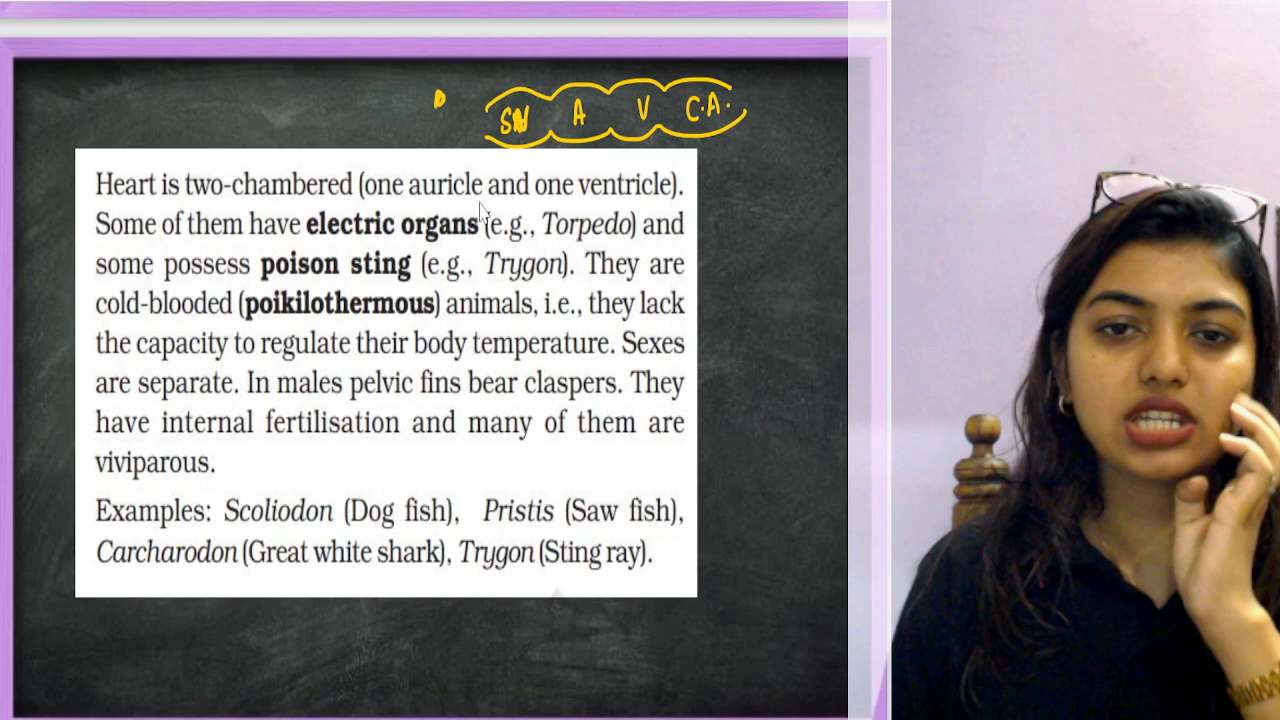 SN A V C.A.
Heart is two-chambered (one auricle and one ventricle).
Some of them have electric organs (e.g., Torpedo) and
some possess poison sting (e.g., Trygon). They are
cold-blooded (poikilothermous) animals, i.e., they lack
the capacity to regulate their body temperature. Sexes
are separate. In males pelvic fins bear claspers. They
have internal fertilisation and many of them are
viviparous.
Examples: Scoliodon (Dog fish), Pristis (Saw fish),
Carcharodon (Great white shark), Trygon (Sting ray).